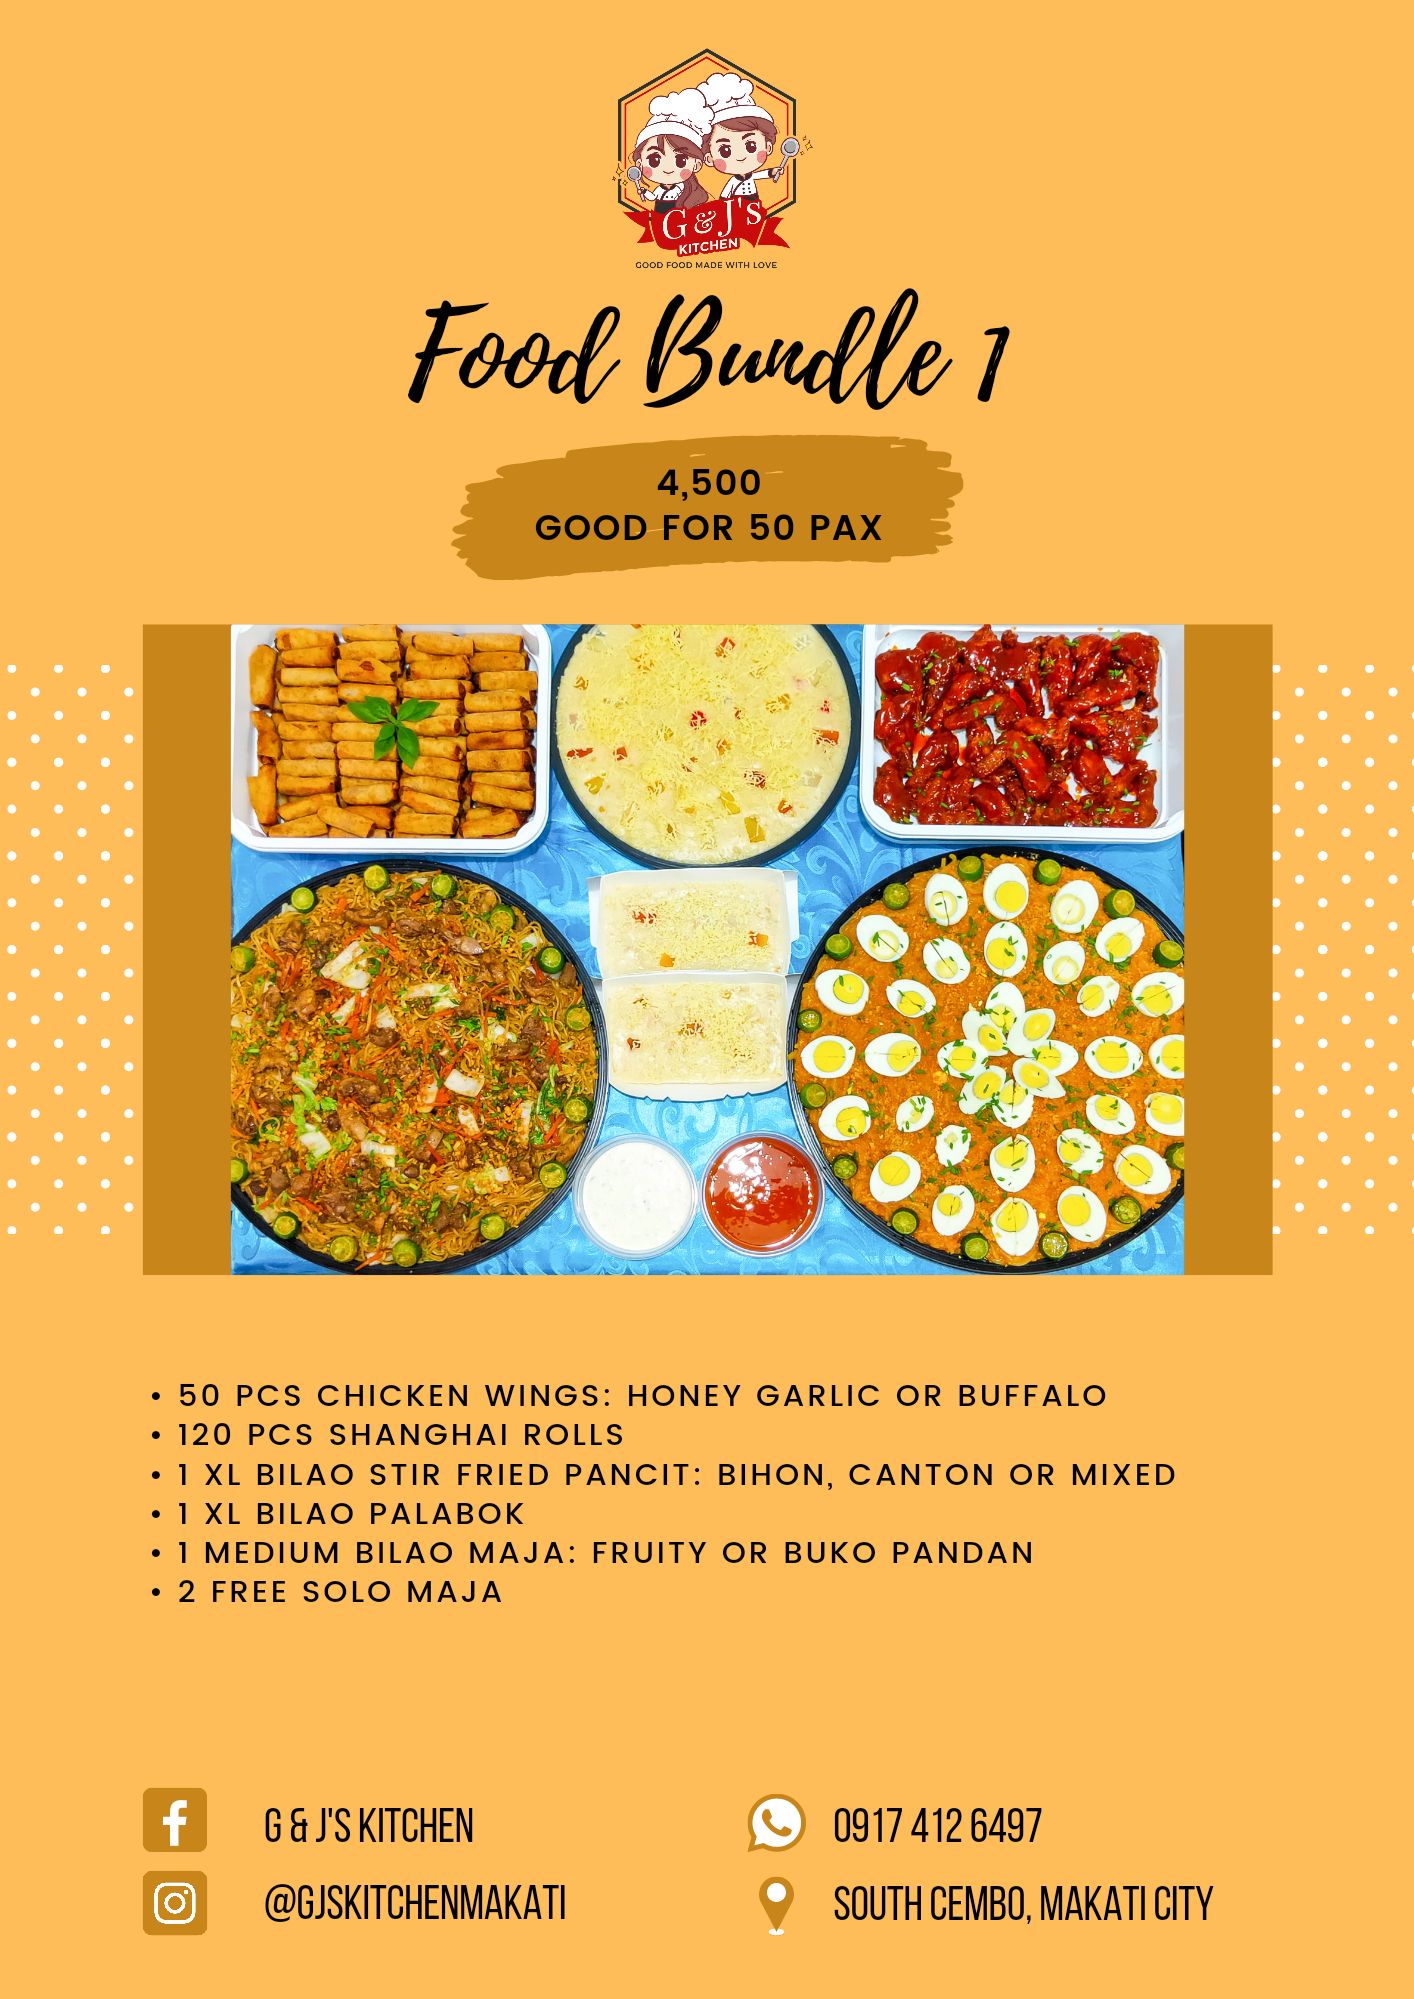 G & J's
KITCHEN
GOOD FOOD MADE WITH LOVE
Food Bundle 1
4,500
GOOD FOR 50 PAX
• 50 PCS CHICKEN WINGS: HONEY GARLIC OR BUFFALO
• 120 PCS SHANGHAI ROLLS
• 1 XL BILAO STIR FRIED PANCIT: BIHON, CANTON OR MIXED
• 1 XL BILAO PALABOK
• 1 MEDIUM BILAO MAJA: FRUITY OR BUKO PANDAN
• 2 FREE SOLO MAJA
G & J'S KITCHEN
0917 412 6497
@GJSKITCHENMAKATI
SOUTH CEMBO, MAKATI CITY